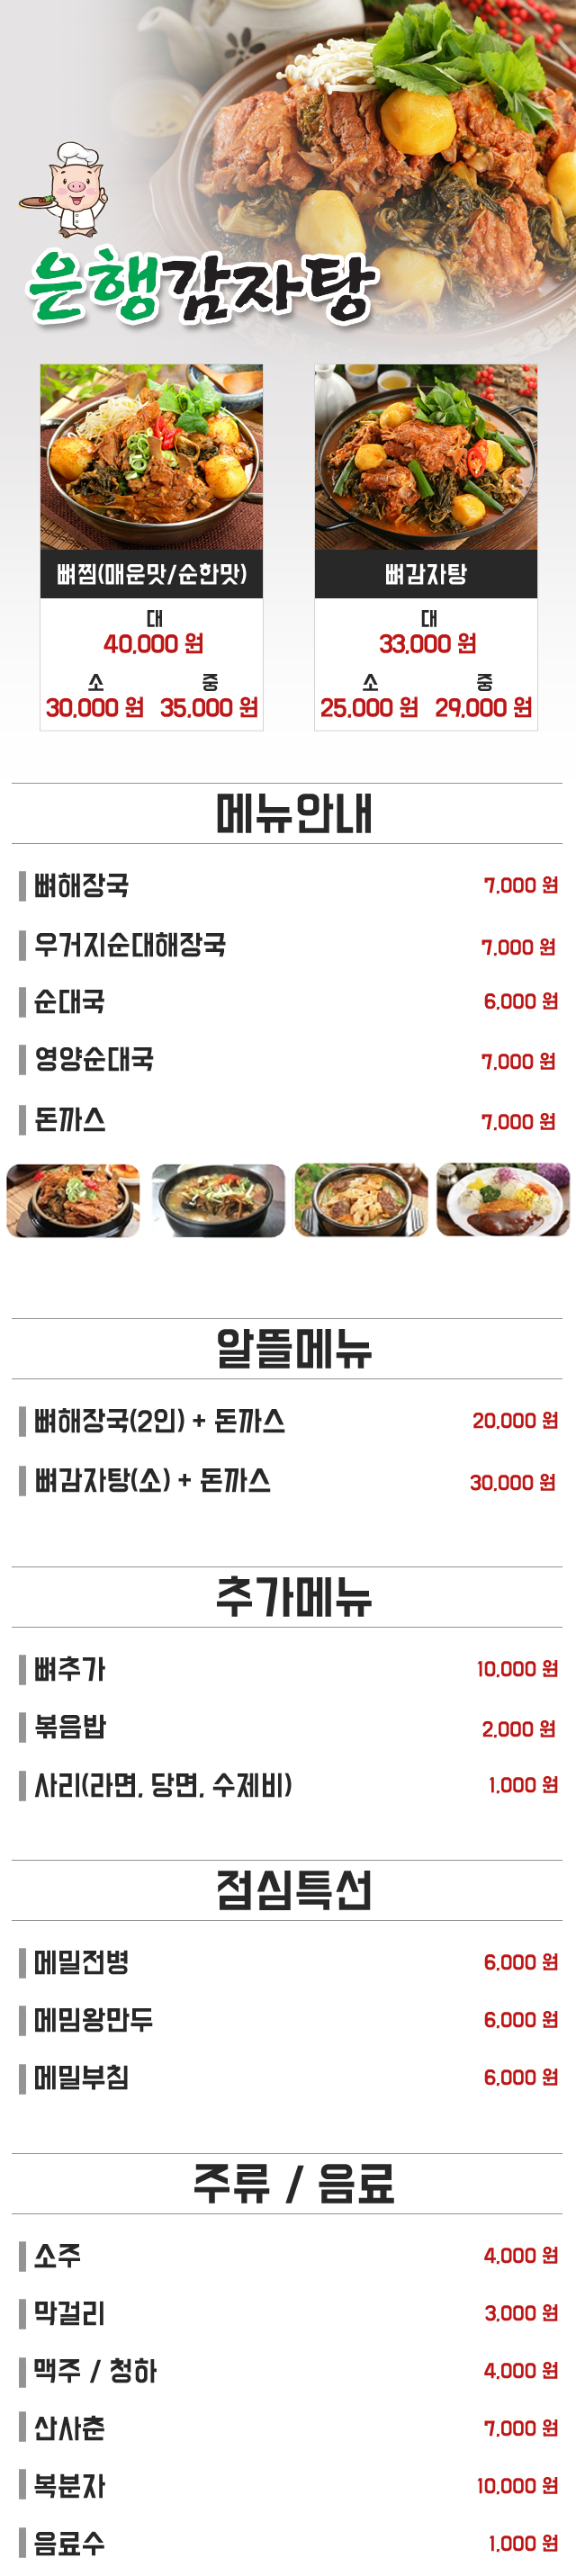 은행감자탕
뼈찜(매운맛/순한맛)
대
40,000 원
소 중
30,000 원 35,000 원
뼈감자탕
대
33,000 원
소 중
25,000 원 29,000 원
메뉴안내
뼈해장국 7,000 원
우거지순대해장국 7,000 원
순대국 6,000 원
영양순대국 7,000 원
돈까스 7,000 원
알뜰메뉴
뼈해장국(2인) + 돈까스 20,000 원
뼈감자탕(소) + 돈까스 30,000 원
추가메뉴
뼈추가 10,000 원
볶음밥 2,000 원
사리(라면, 당면, 수제비) 1,000 원
점심특선
메밀전병 6,000 원
메밈왕만두 6,000 원
메밀부침 6,000 원
주류 / 음료
소주 4,000 원
막걸리 3,000 원
맥주 / 청하 4,000 원
산사춘 7,000 원
복분자 10,000 원
음료수 1,000 원